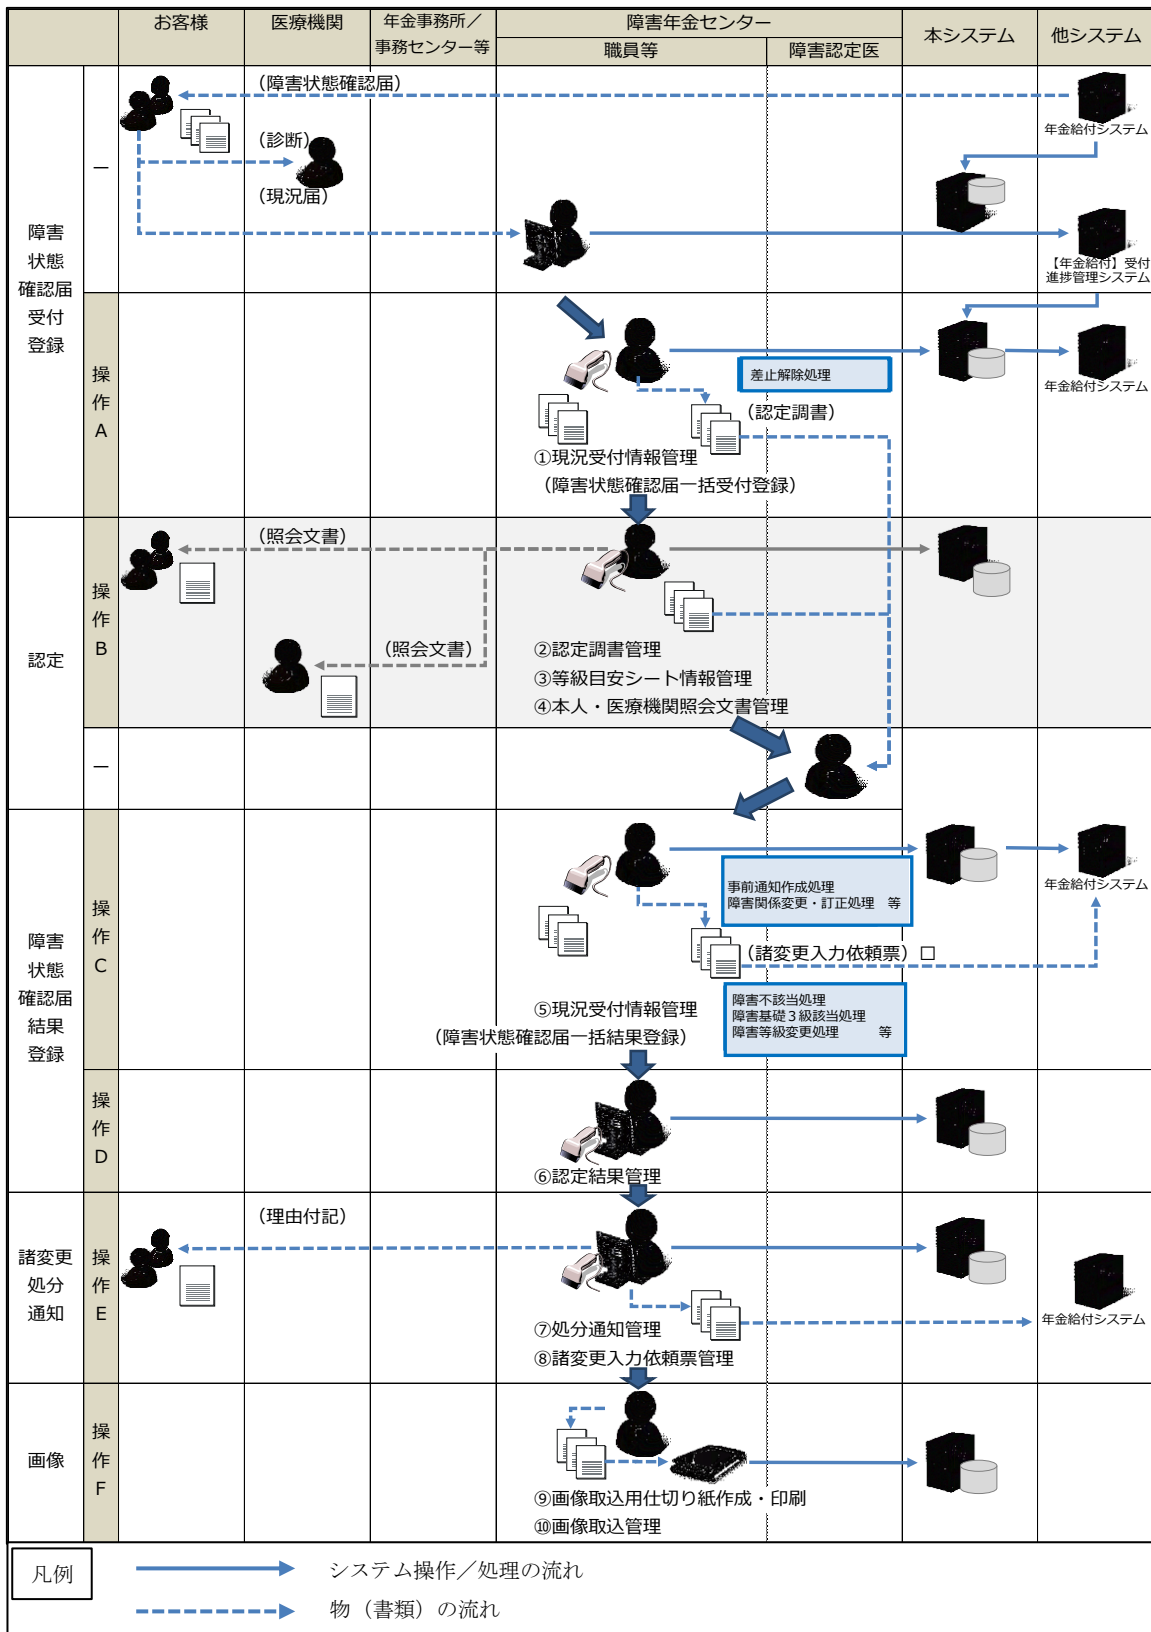 お客様
医療機関
年金事務所／
事務センター等
障害年金センター
職員等
障害認定医
本システム
他システム
障害
状態
確認届
受付
登録
―
（障害状態確認届）
年金給付システム
（診断）
（現況届）
【年金給付】受付
進捗管理システム
操
作
A
差止解除処理
年金給付システム
（認定調書）
①現況受付情報管理
（障害状態確認届一括受付登録）
認定
操
作
B
（照会文書）
（照会文書）
②認定調書管理
③等級目安シート情報管理
④本人・医療機関照会文書管理
―
障害
状態
確認届
結果
登録
操
作
C
事前通知作成処理
障害関係変更・訂正処理　等
年金給付システム
（諸変更入力依頼票）□
⑤現況受付情報管理
（障害状態確認届一括結果登録）
障害不該当処理
障害基礎３級該当処理
障害等級変更処理　　　等
操
作
D
⑥認定結果管理
諸変更
処分
通知
操
作
E
（理由付記）
年金給付システム
⑦処分通知管理
⑧諸変更入力依頼票管理
画像
操
作
F
⑨画像取込用仕切り紙作成・印刷
⑩画像取込管理
凡例
システム操作／処理の流れ
物（書類）の流れ